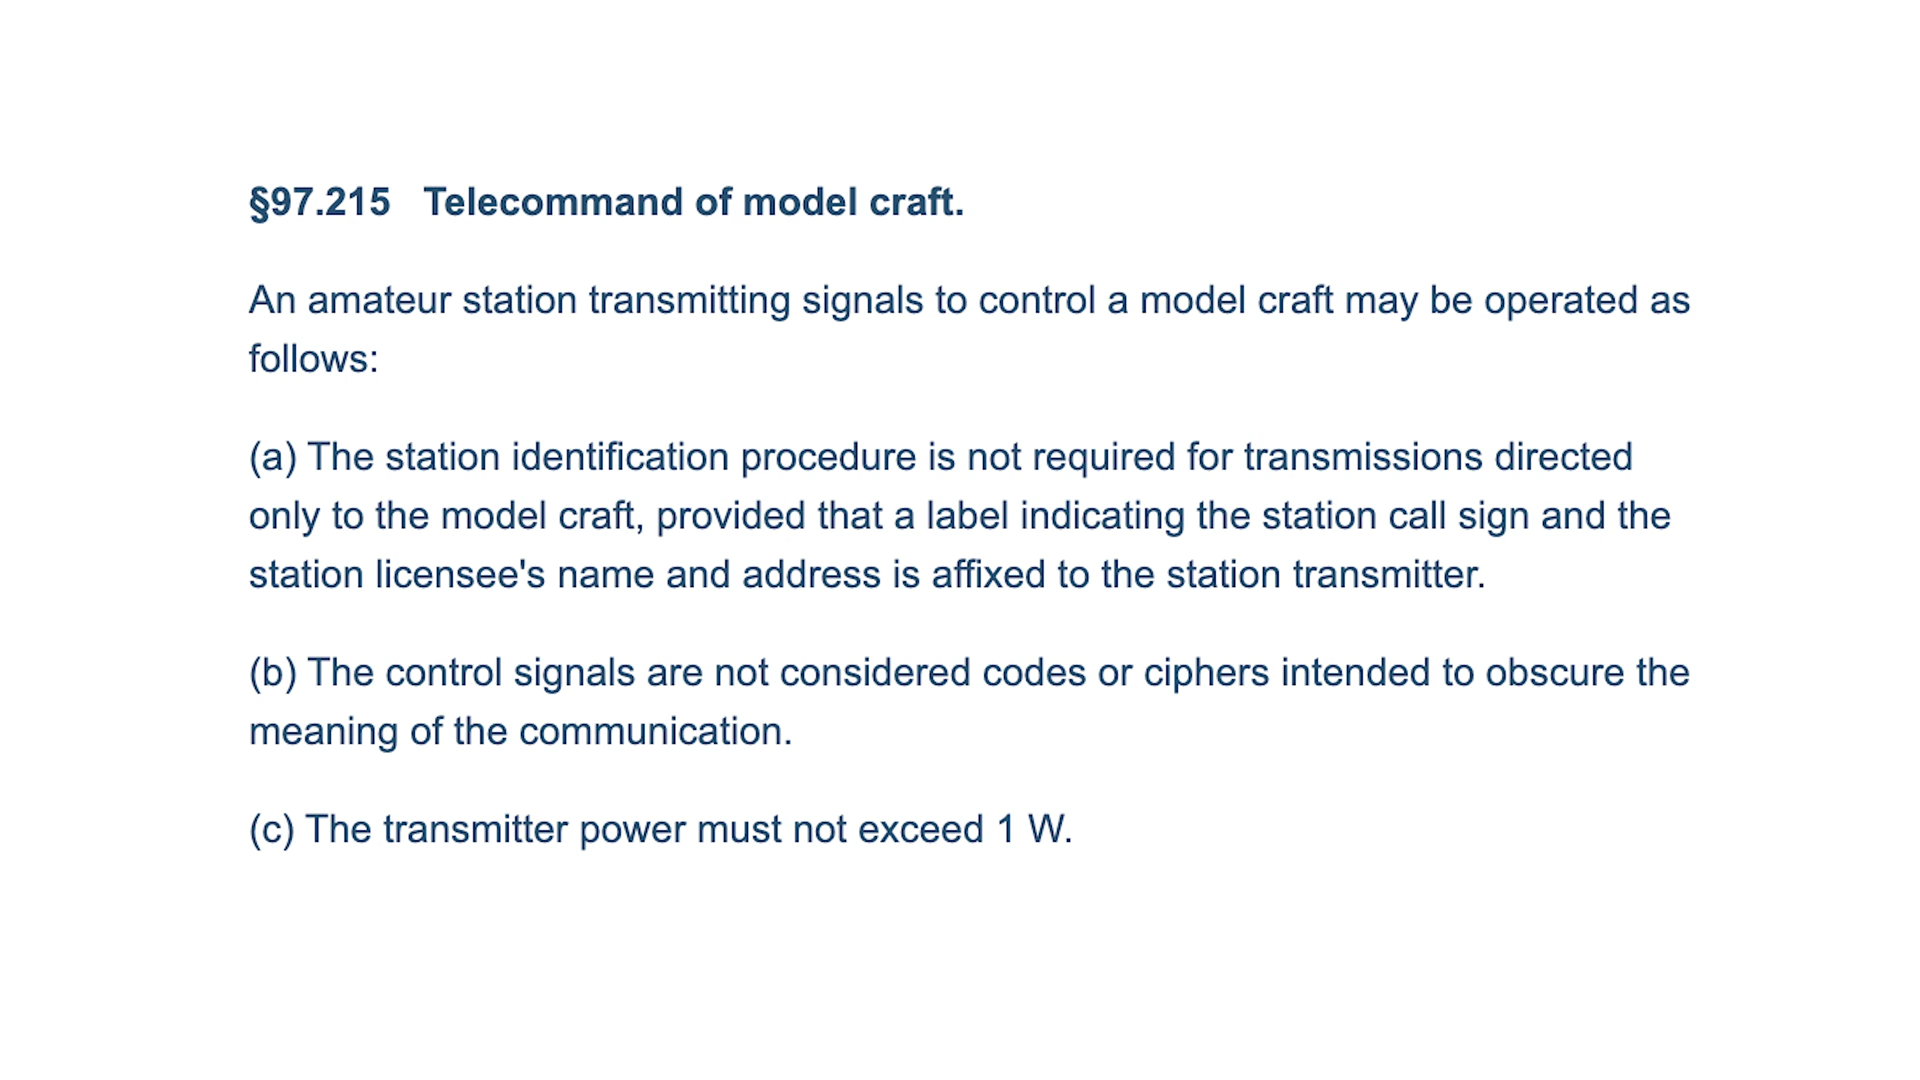 §97.215 Telecommand of model craft.
An amateur station transmitting signals to control a model craft may be operated as
follows:
(a) The station identification procedure is not required for transmissions directed
only to the model craft, provided that a label indicating the station call sign and the
station licensee's name and address is affixed to the station transmitter.
(b) The control signals are not considered codes or ciphers intended to obscure the
meaning of the communication.
(c) The transmitter power must not exceed 1 W.